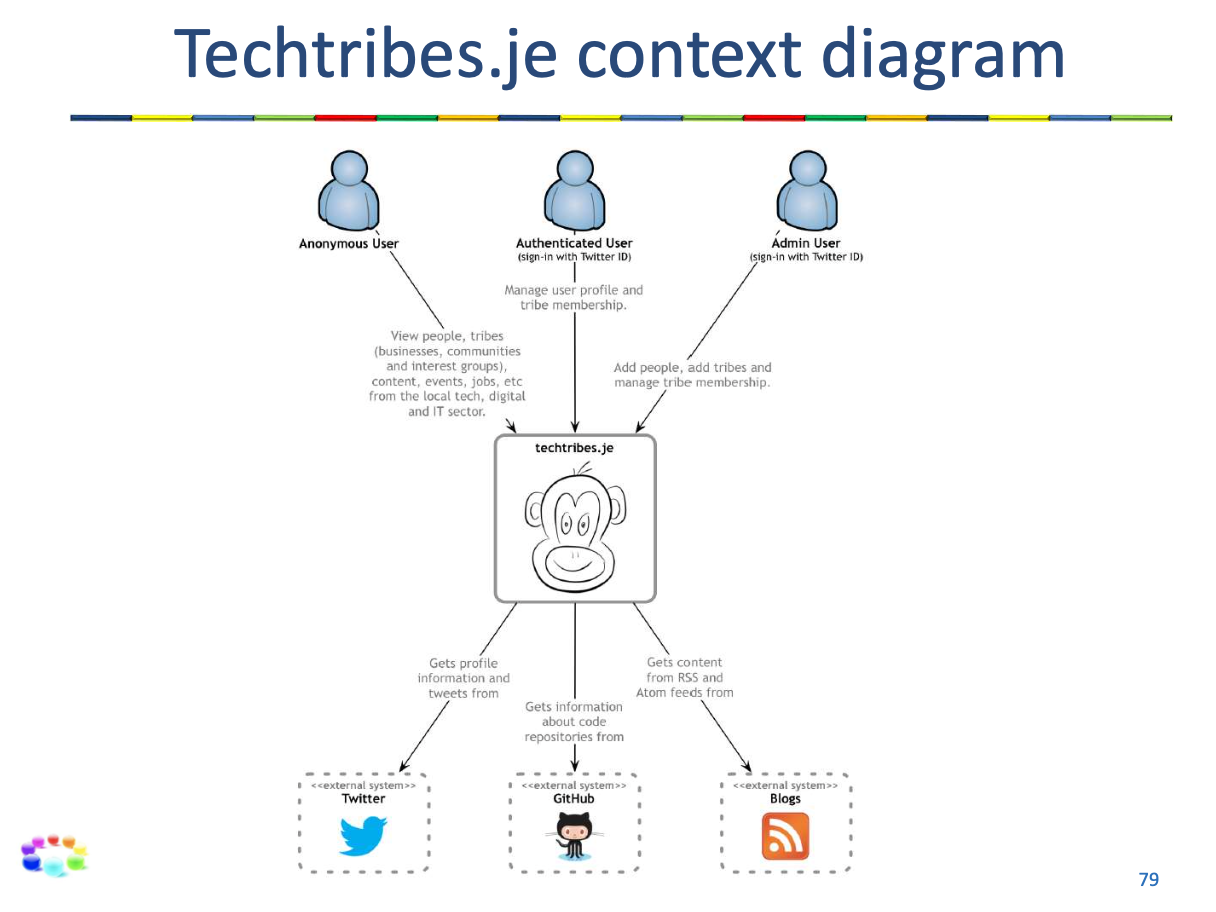 Techtribes.je context diagram
Anonymous User
Authenticated User
(sign-in with Twitter ID)
Admin User
(sign-in with Twitter ID)
Manage user profile and
tribe membership.
View people, tribes
(businesses, communities
and interest groups),
content, events, jobs, etc
from the local tech, digital
and IT sector.
Add people, add tribes and
manage tribe membership.
techtribes.je
Gets profile
information and
tweets from
Gets information
about code
repositories from
Gets content
from RSS and
Atom feeds from
<<external system>>
Twitter
<<external system>>
GitHub
<<external system>>
Blogs
79